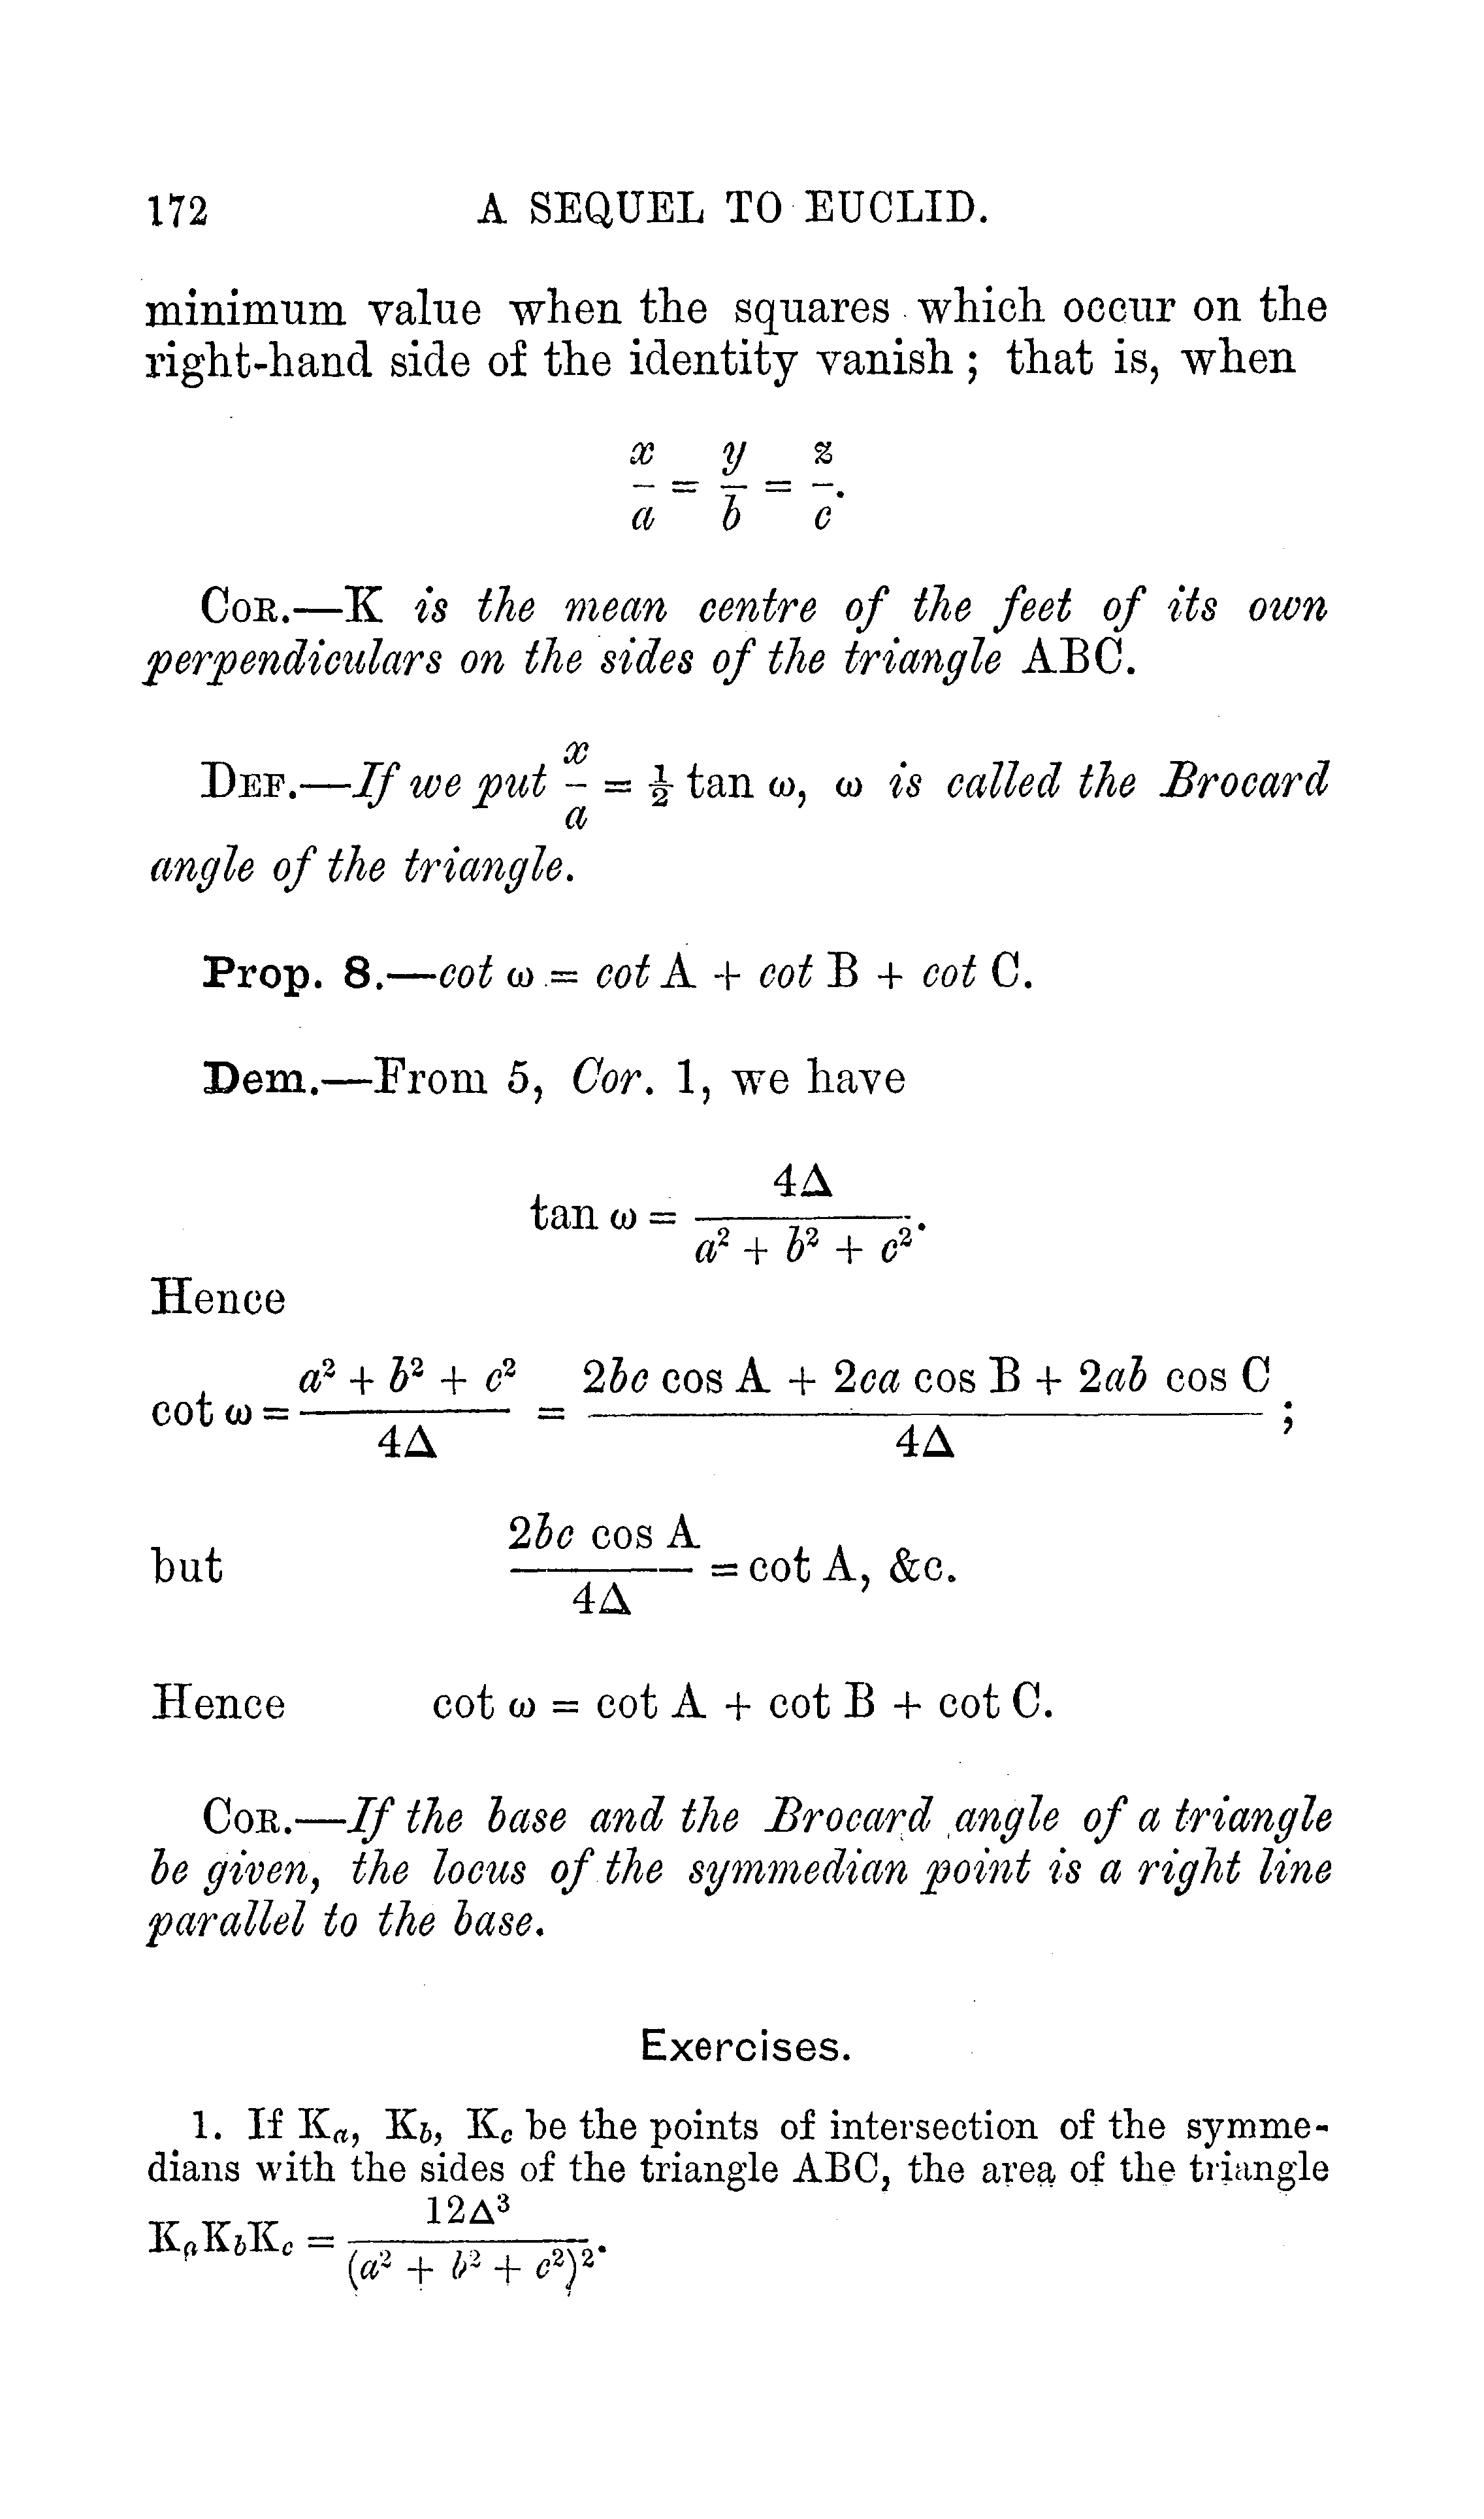 172 A SEQUEL TO EUCLID.
minimum value when the squares which occur on the
right-hand side of the identity vanish ; that is, when
x/a = y/b = z/c.
COR.—K is the mean centre of the feet of its own
perpendiculars on the sides of the triangle ABC.
DEF.—If we put x/a = ½ tan ω, ω is called the Brocard
angle of the triangle.
Prop. 8.—cot ω = cot A + cot B + cot C.
Dem.—From 5, Cor. 1, we have
tan ω = 4Δ/(a² + b² + c²).
Hence
cot ω = (a² + b² + c²)/4Δ = (2bc cos A + 2ca cos B + 2ab cos C)/4Δ ;
but 2bc cos A/4Δ = cot A, &c.
Hence cot ω = cot A + cot B + cot C.
COR.—If the base and the Brocard angle of a triangle
be given, the locus of the symmedian point is a right line
parallel to the base.
Exercises.
1. If Kₐ, K_b, K_c be the points of intersection of the symme-
dians with the sides of the triangle ABC, the area of the triangle
KₐK_bK_c = 12Δ³/(a² + b² + c²)².